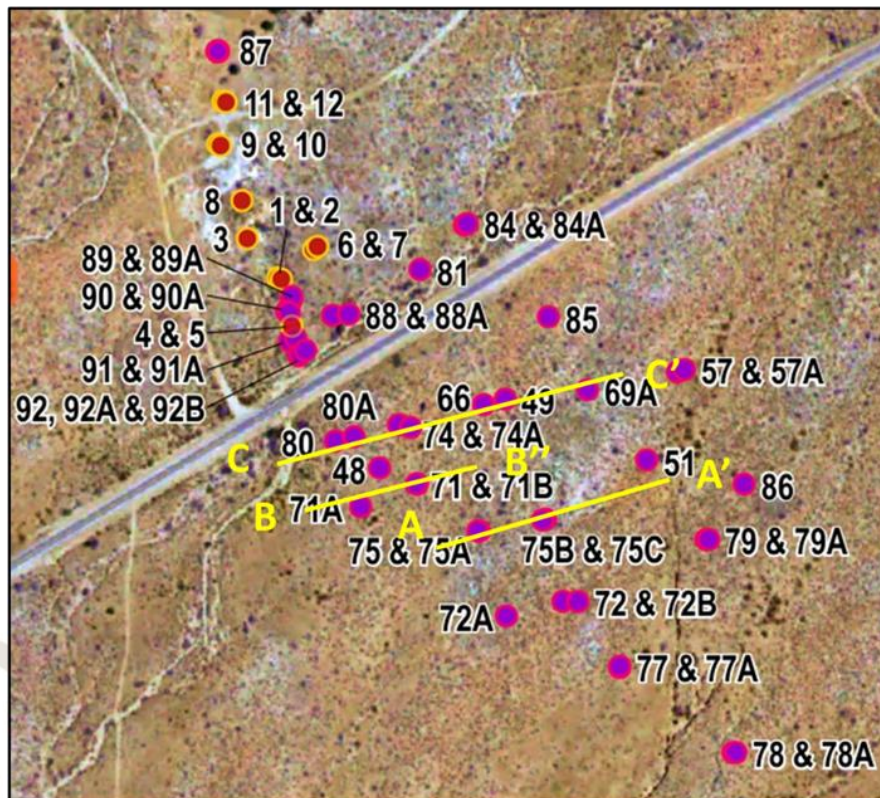 87
11 & 12
9 & 10
8
1 & 2
3
6 & 7
84 & 84A
89 & 89A
81
90 & 90A
88 & 88A
85
4 & 5
91 & 91A
92, 92A & 92B
66
49
69A
C’
57 & 57A
80A
80
74 & 74A
C
48
B’’
51
71 & 71B
A’
86
71A
B
A
75 & 75A
75B & 75C
79 & 79A
72A
72 & 72B
77 & 77A
78 & 78A